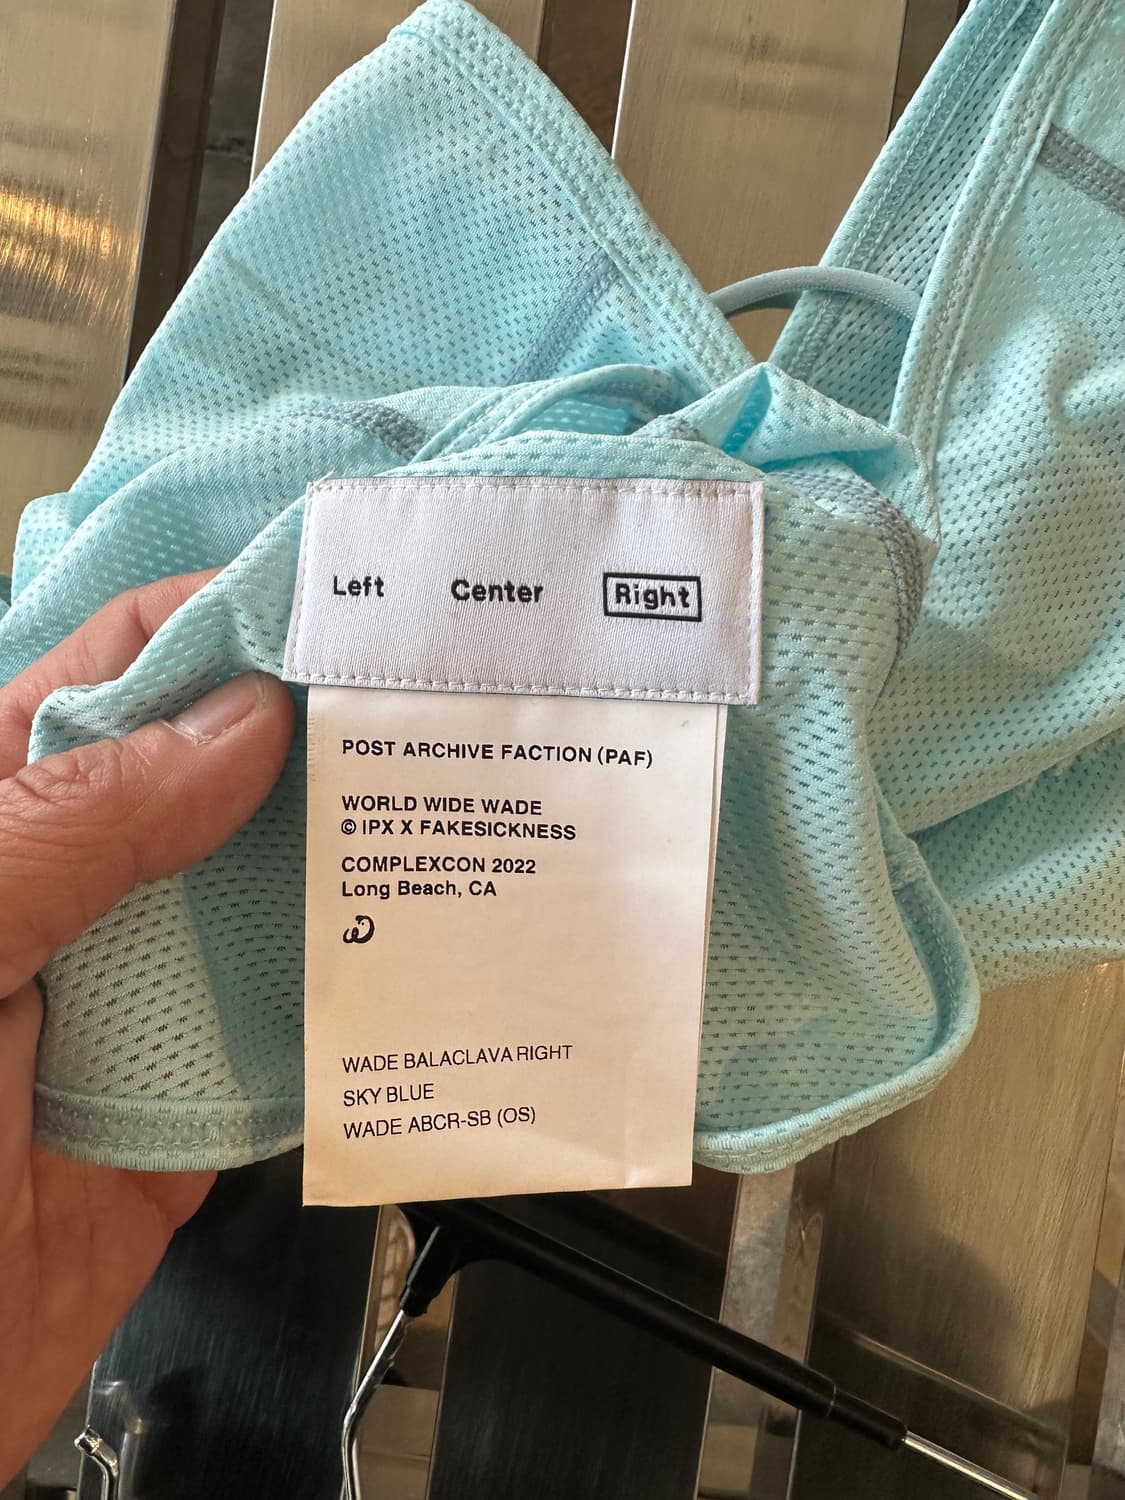 Left Center Right
POST ARCHIVE FACTION (PAF)
WORLD WIDE WADE
© IPX X FAKESICKNESS
COMPLEXCON 2022
Long Beach, CA
WADE BALACLAVA RIGHT
SKY BLUE
WADE ABCR-SB (OS)